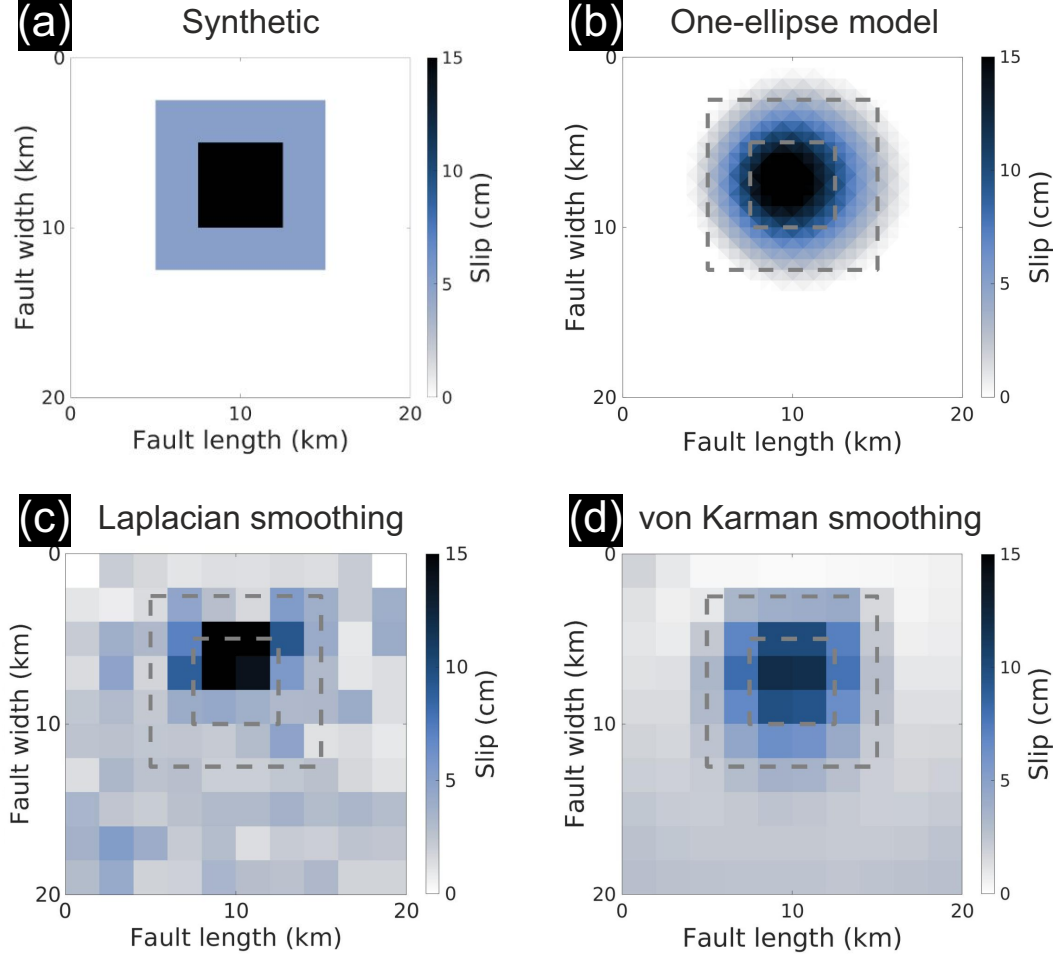 (a) Synthetic
0
10
20
0
10
20
Fault width (km)
Fault length (km)
15
10
5
0
Slip (cm)
(b) One-ellipse model
0
10
20
0
10
20
Fault width (km)
Fault length (km)
15
10
5
0
Slip (cm)
(c) Laplacian smoothing
0
10
20
0
10
20
Fault width (km)
Fault length (km)
15
10
5
0
Slip (cm)
(d) von Karman smoothing
0
10
20
0
10
20
Fault width (km)
Fault length (km)
15
10
5
0
Slip (cm)